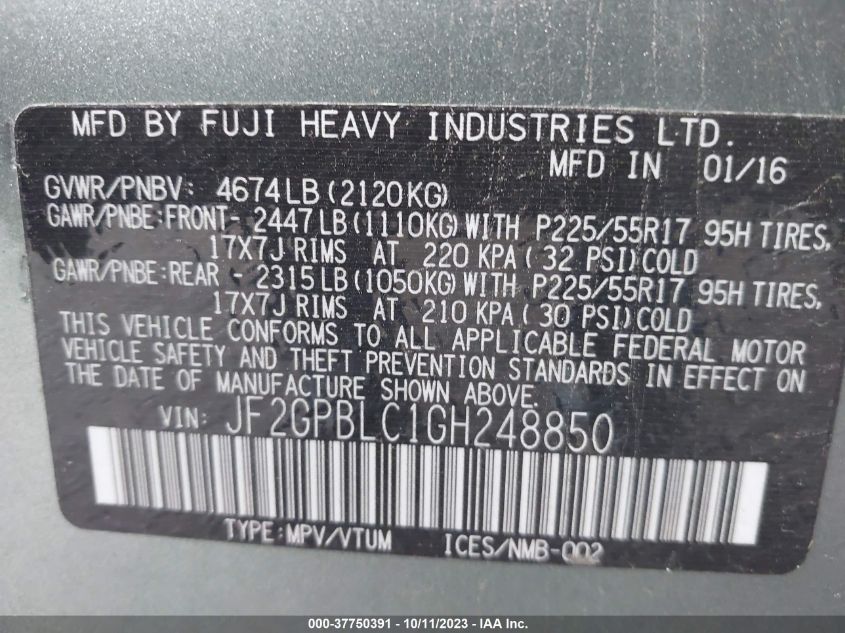 MFD BY FUJI HEAVY INDUSTRIES LTD.
MFD IN 01/16
GVWR/PNBV: 4674LB(2120KG)
GAWR/PNBE:FRONT- 2447LB(1110KG)WITH P225/55R17 95H TIRES,
17X7J RIMS AT 220 KPA(32 PSI)COLD
GAWR/PNBE:REAR - 2315LB(1050KG)WITH P225/55R17 95H TIRES,
17X7J RIMS AT 210 KPA(30 PSI)COLD
THIS VEHICLE CONFORMS TO ALL APPLICABLE FEDERAL MOTOR
VEHICLE SAFETY AND THEFT PREVENTION STANDARDS IN EFFECT ON
THE DATE OF MANUFACTURE SHOWN ABOVE.
VIN: JF2GPBLC1GH248850
TYPE:MPV/VTUM ICES/NMB-002
000-37750391 - 10/11/2023 - IAA Inc.